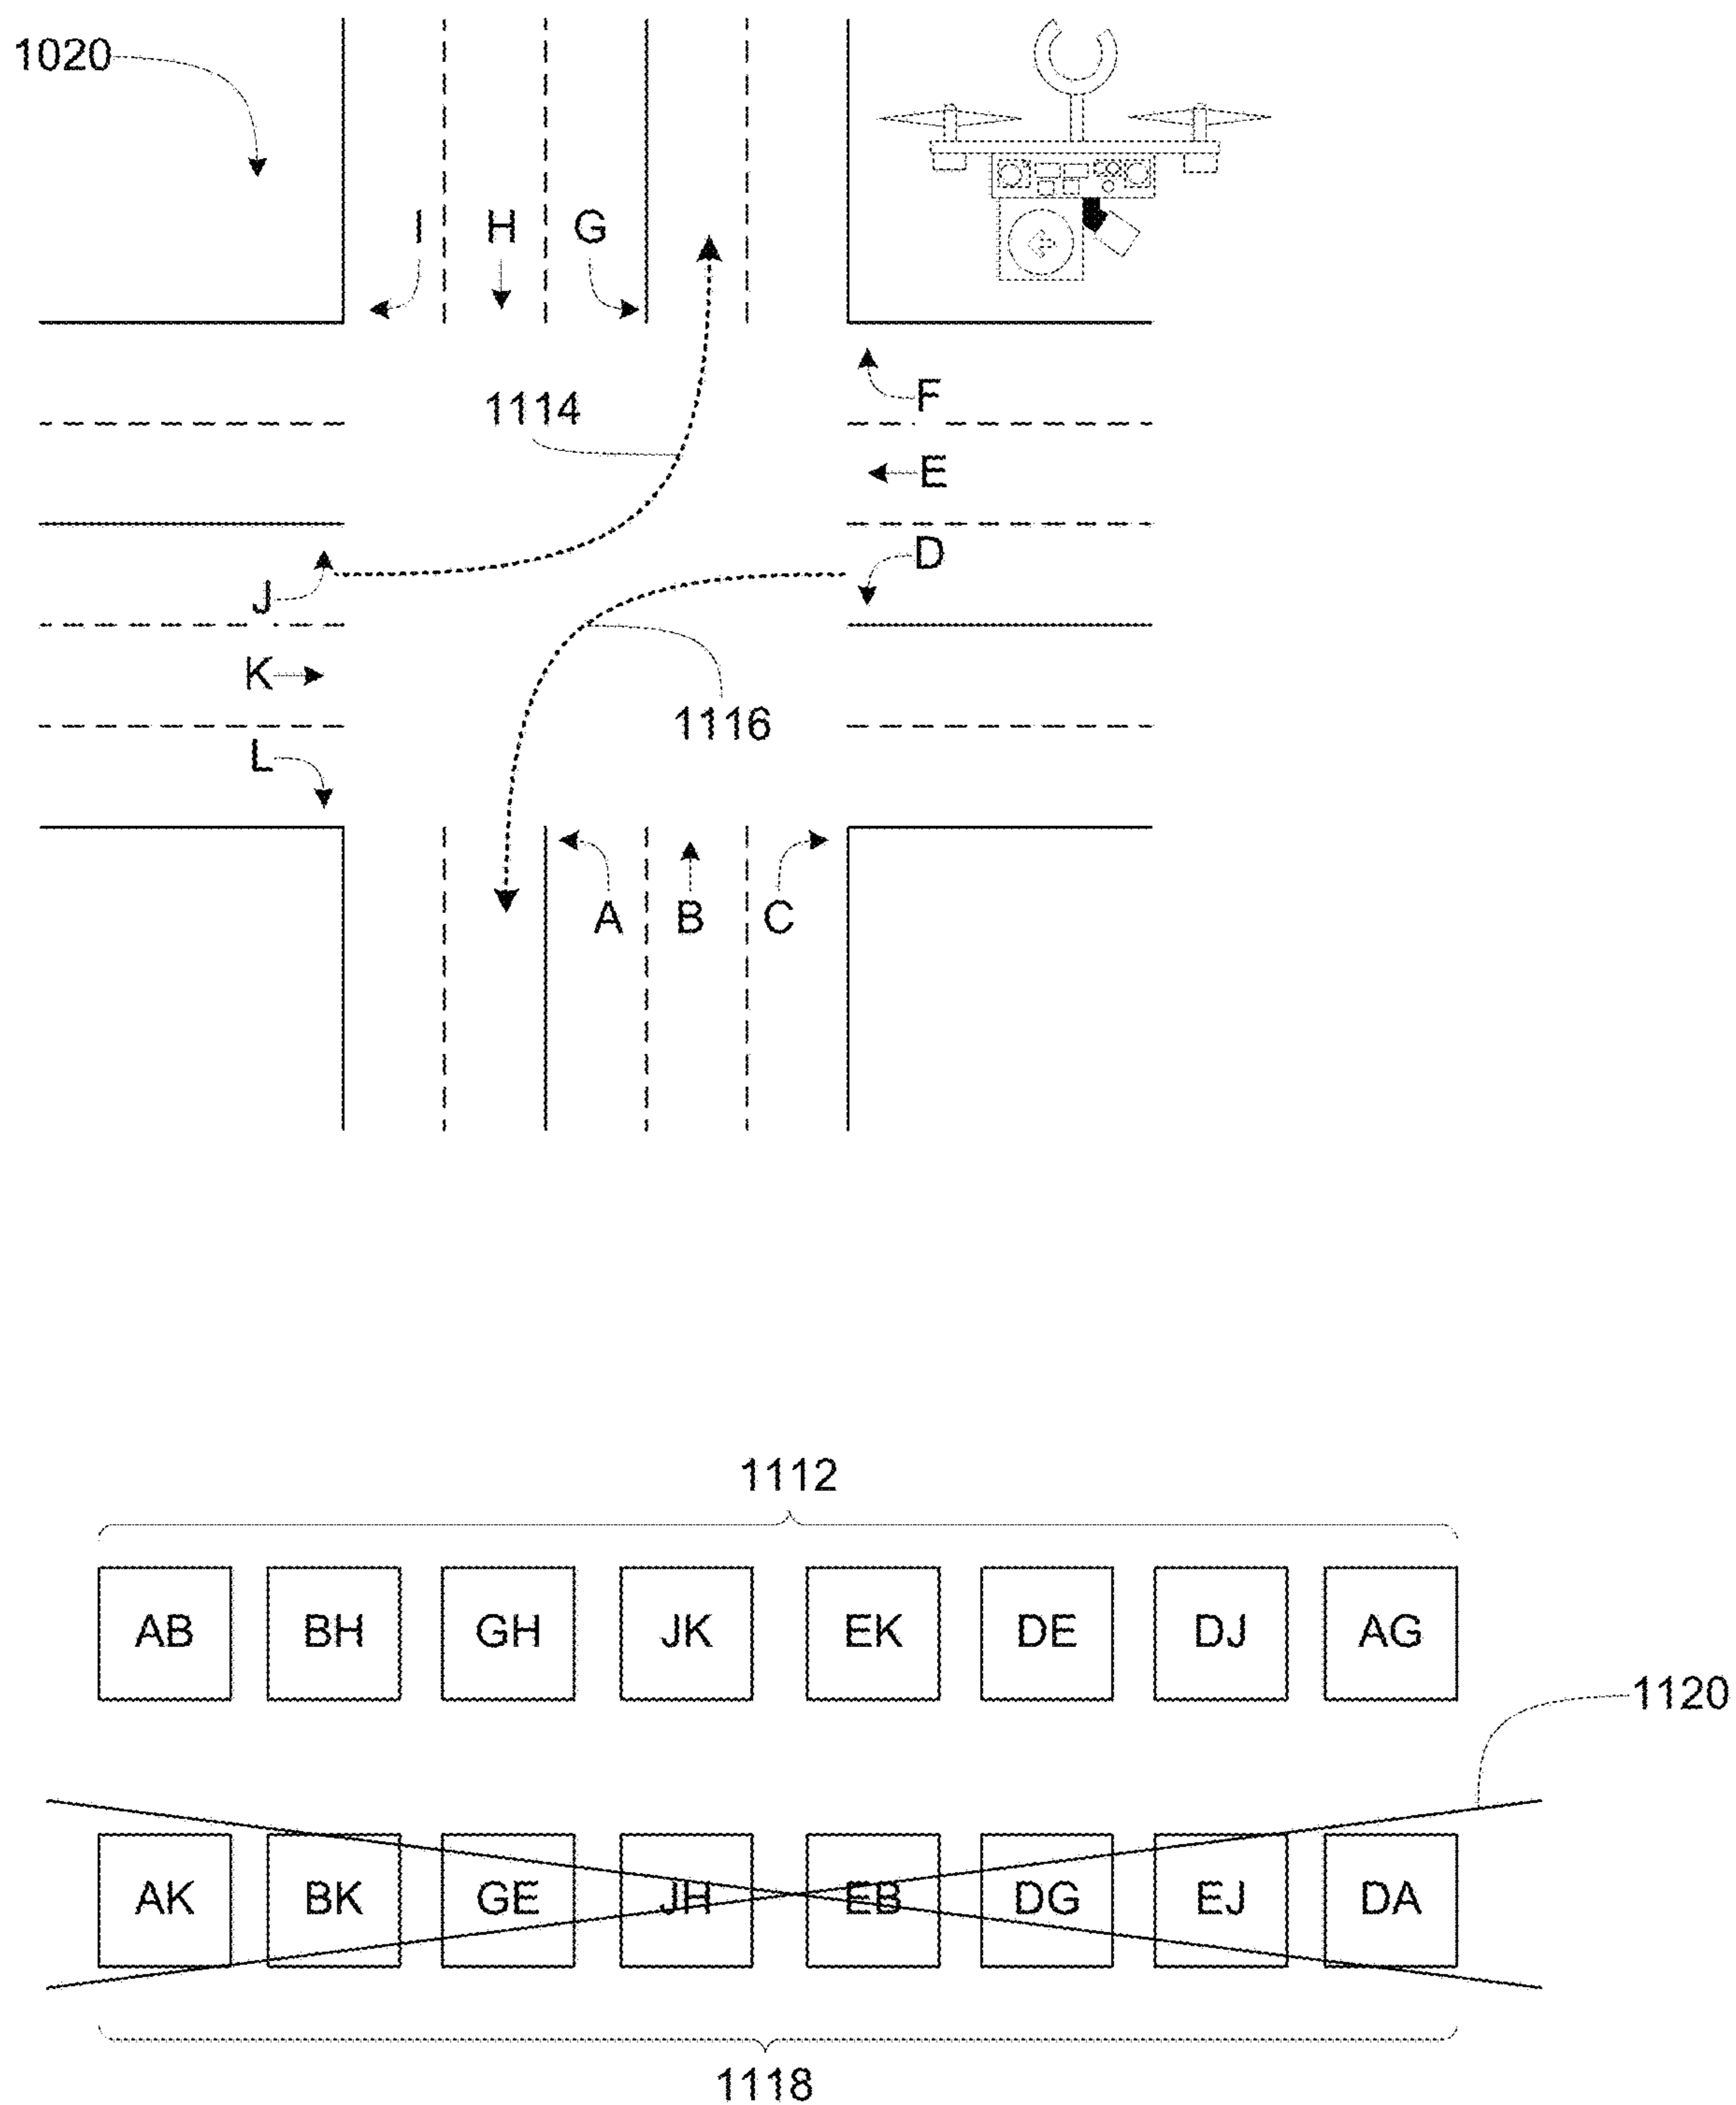 1020
I H G
F
1114
E
D
J
K
1116
L
A B C
1112
AB BH GH JK EK DE DJ AG
1120
AK BK GE JH EB DG EJ DA
1118